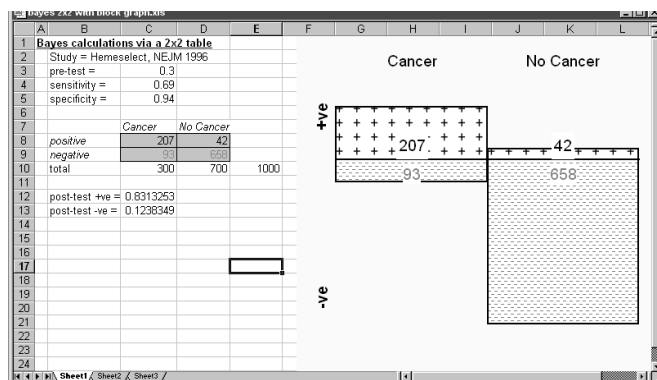 Bayes 2x2 with block graph.xls
A B C D E F G H I J K L
1 Bayes calculations via a 2x2 table
2 Study = Hemeselect, NEJM 1996
3 pre-test = 0.3
4 sensitivity = 0.69
5 specificity = 0.94
6
7 Cancer No Cancer
8 positive 207 42
9 negative 93 658
10 total 300 700 1000
11
12 post-test +ve = 0.8313253
13 post-test -ve = 0.1238349
14
15
16
17
18
19
20
21
22
23
24
Cancer No Cancer
+ve
207 42
93 658
-ve
Sheet1 Sheet2 Sheet3